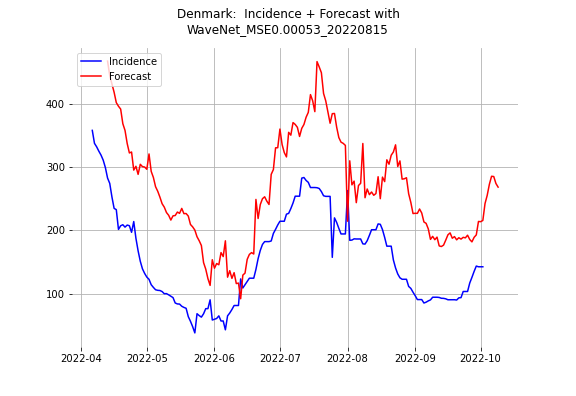 Denmark:  Incidence + Forecast with
WaveNet_MSE0.00053_20220815
Incidence
Forecast
400
300
200
100
2022-04
2022-05
2022-06
2022-07
2022-08
2022-09
2022-10